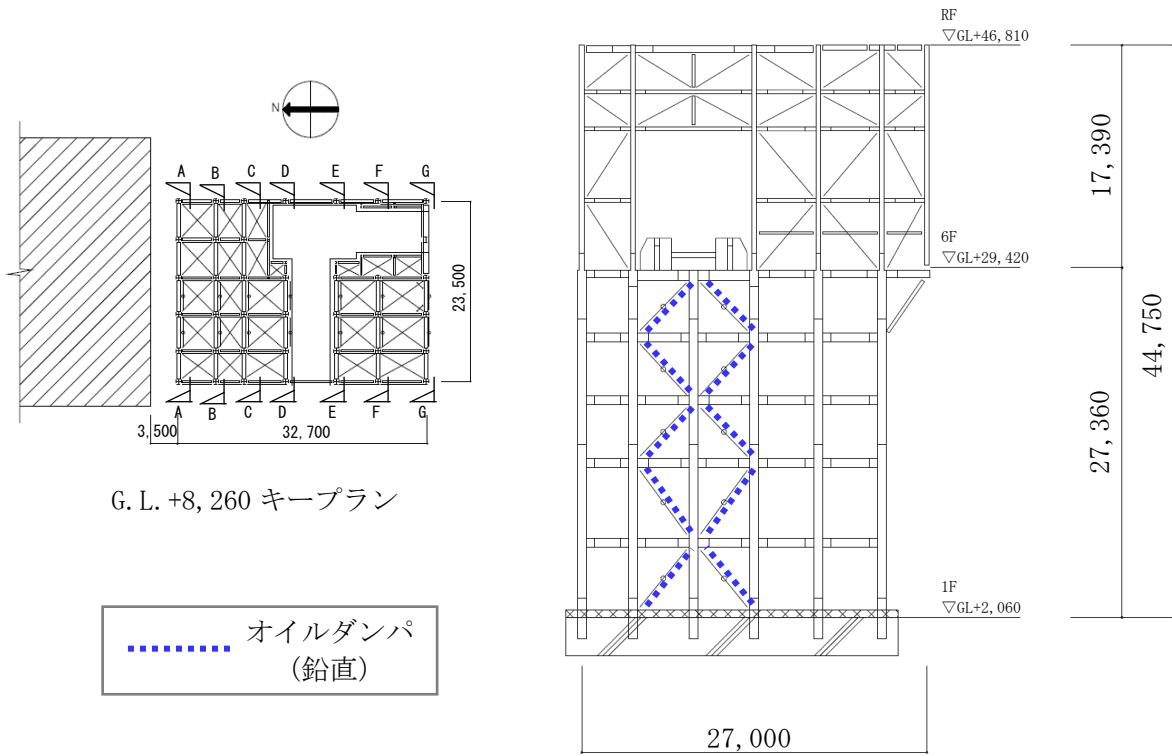 N
A B C D E F G
23,500
A B C D E F G
3,500
32,700
G.L.+8,260 キープラン
オイルダンパ
(鉛直)
RF
▽GL+46,810
17,390
6F
▽GL+29,420
44,750
27,360
1F
▽GL+2,060
27,000